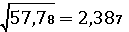 √57,78 = 2,387